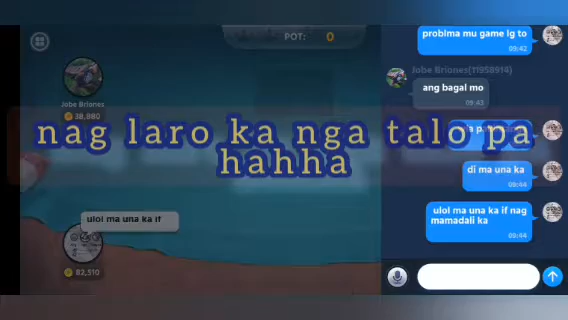 POT: 0
Jobe Briones
38,880
nag laro ka nga talo pa
hahha
ulol ma una ka if
82,510
probima mu game ig to
09:42
Jobe Briones(11958914)
ang bagal mo
09:43
di ma una ka
09:44
ulol ma una ka if nag
mamadali ka
09:44